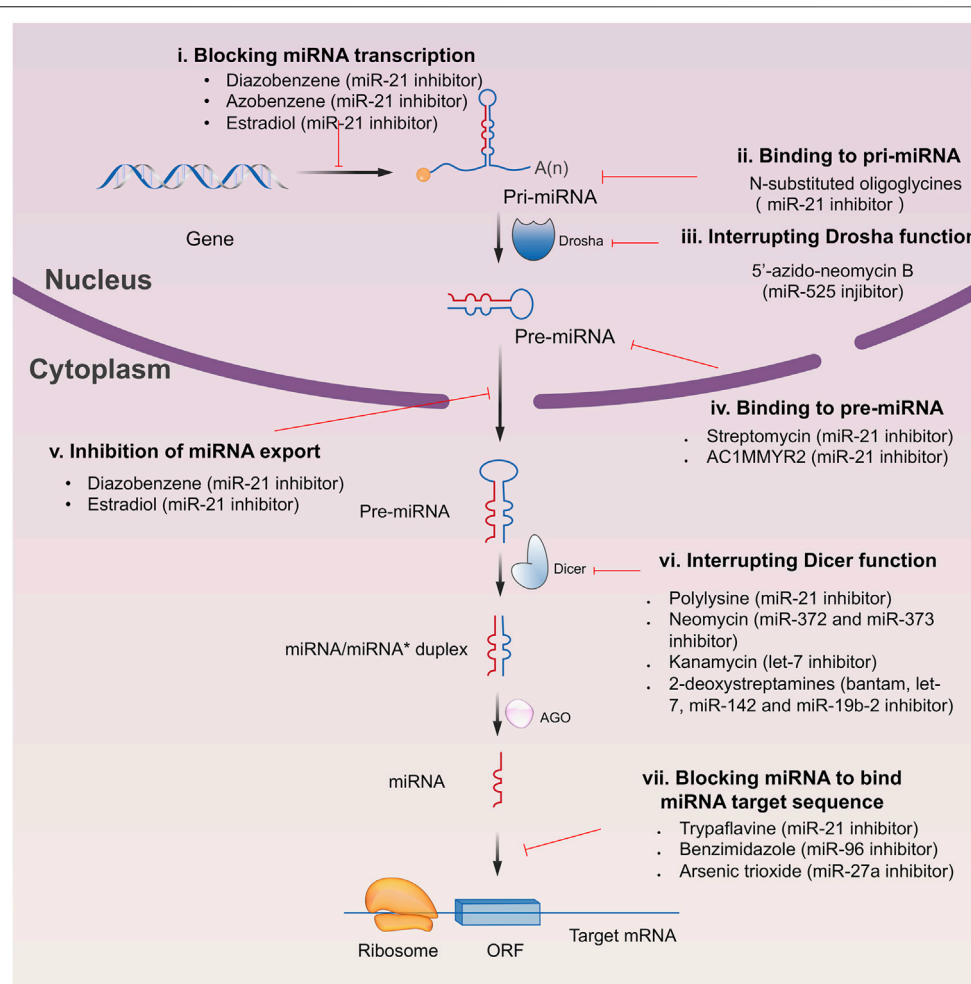 i. Blocking miRNA transcription
• Diazobenzene (miR-21 inhibitor)
• Azobenzene (miR-21 inhibitor)
• Estradiol (miR-21 inhibitor)
A(n)
Pri-miRNA
ii. Binding to pri-miRNA
N-substituted oligoglycines
( miR-21 inhibitor )
Gene
Drosha
iii. Interrupting Drosha function
5’-azido-neomycin B
(miR-525 injibitor)
Nucleus
Pre-miRNA
Cytoplasm
iv. Binding to pre-miRNA
. Streptomycin (miR-21 inhibitor)
. AC1MMYR2 (miR-21 inhibitor)
v. Inhibition of miRNA export
• Diazobenzene (miR-21 inhibitor)
• Estradiol (miR-21 inhibitor)
Pre-miRNA
Dicer
vi. Interrupting Dicer function
. Polylysine (miR-21 inhibitor)
. Neomycin (miR-372 and miR-373
inhibitor)
. Kanamycin (let-7 inhibitor)
. 2-deoxystreptamines (bantam, let-
7, miR-142 and miR-19b-2 inhibitor)
miRNA/miRNA* duplex
AGO
miRNA
vii. Blocking miRNA to bind
miRNA target sequence
. Trypaflavine (miR-21 inhibitor)
. Benzimidazole (miR-96 inhibitor)
. Arsenic trioxide (miR-27a inhibitor)
Ribosome
ORF
Target mRNA